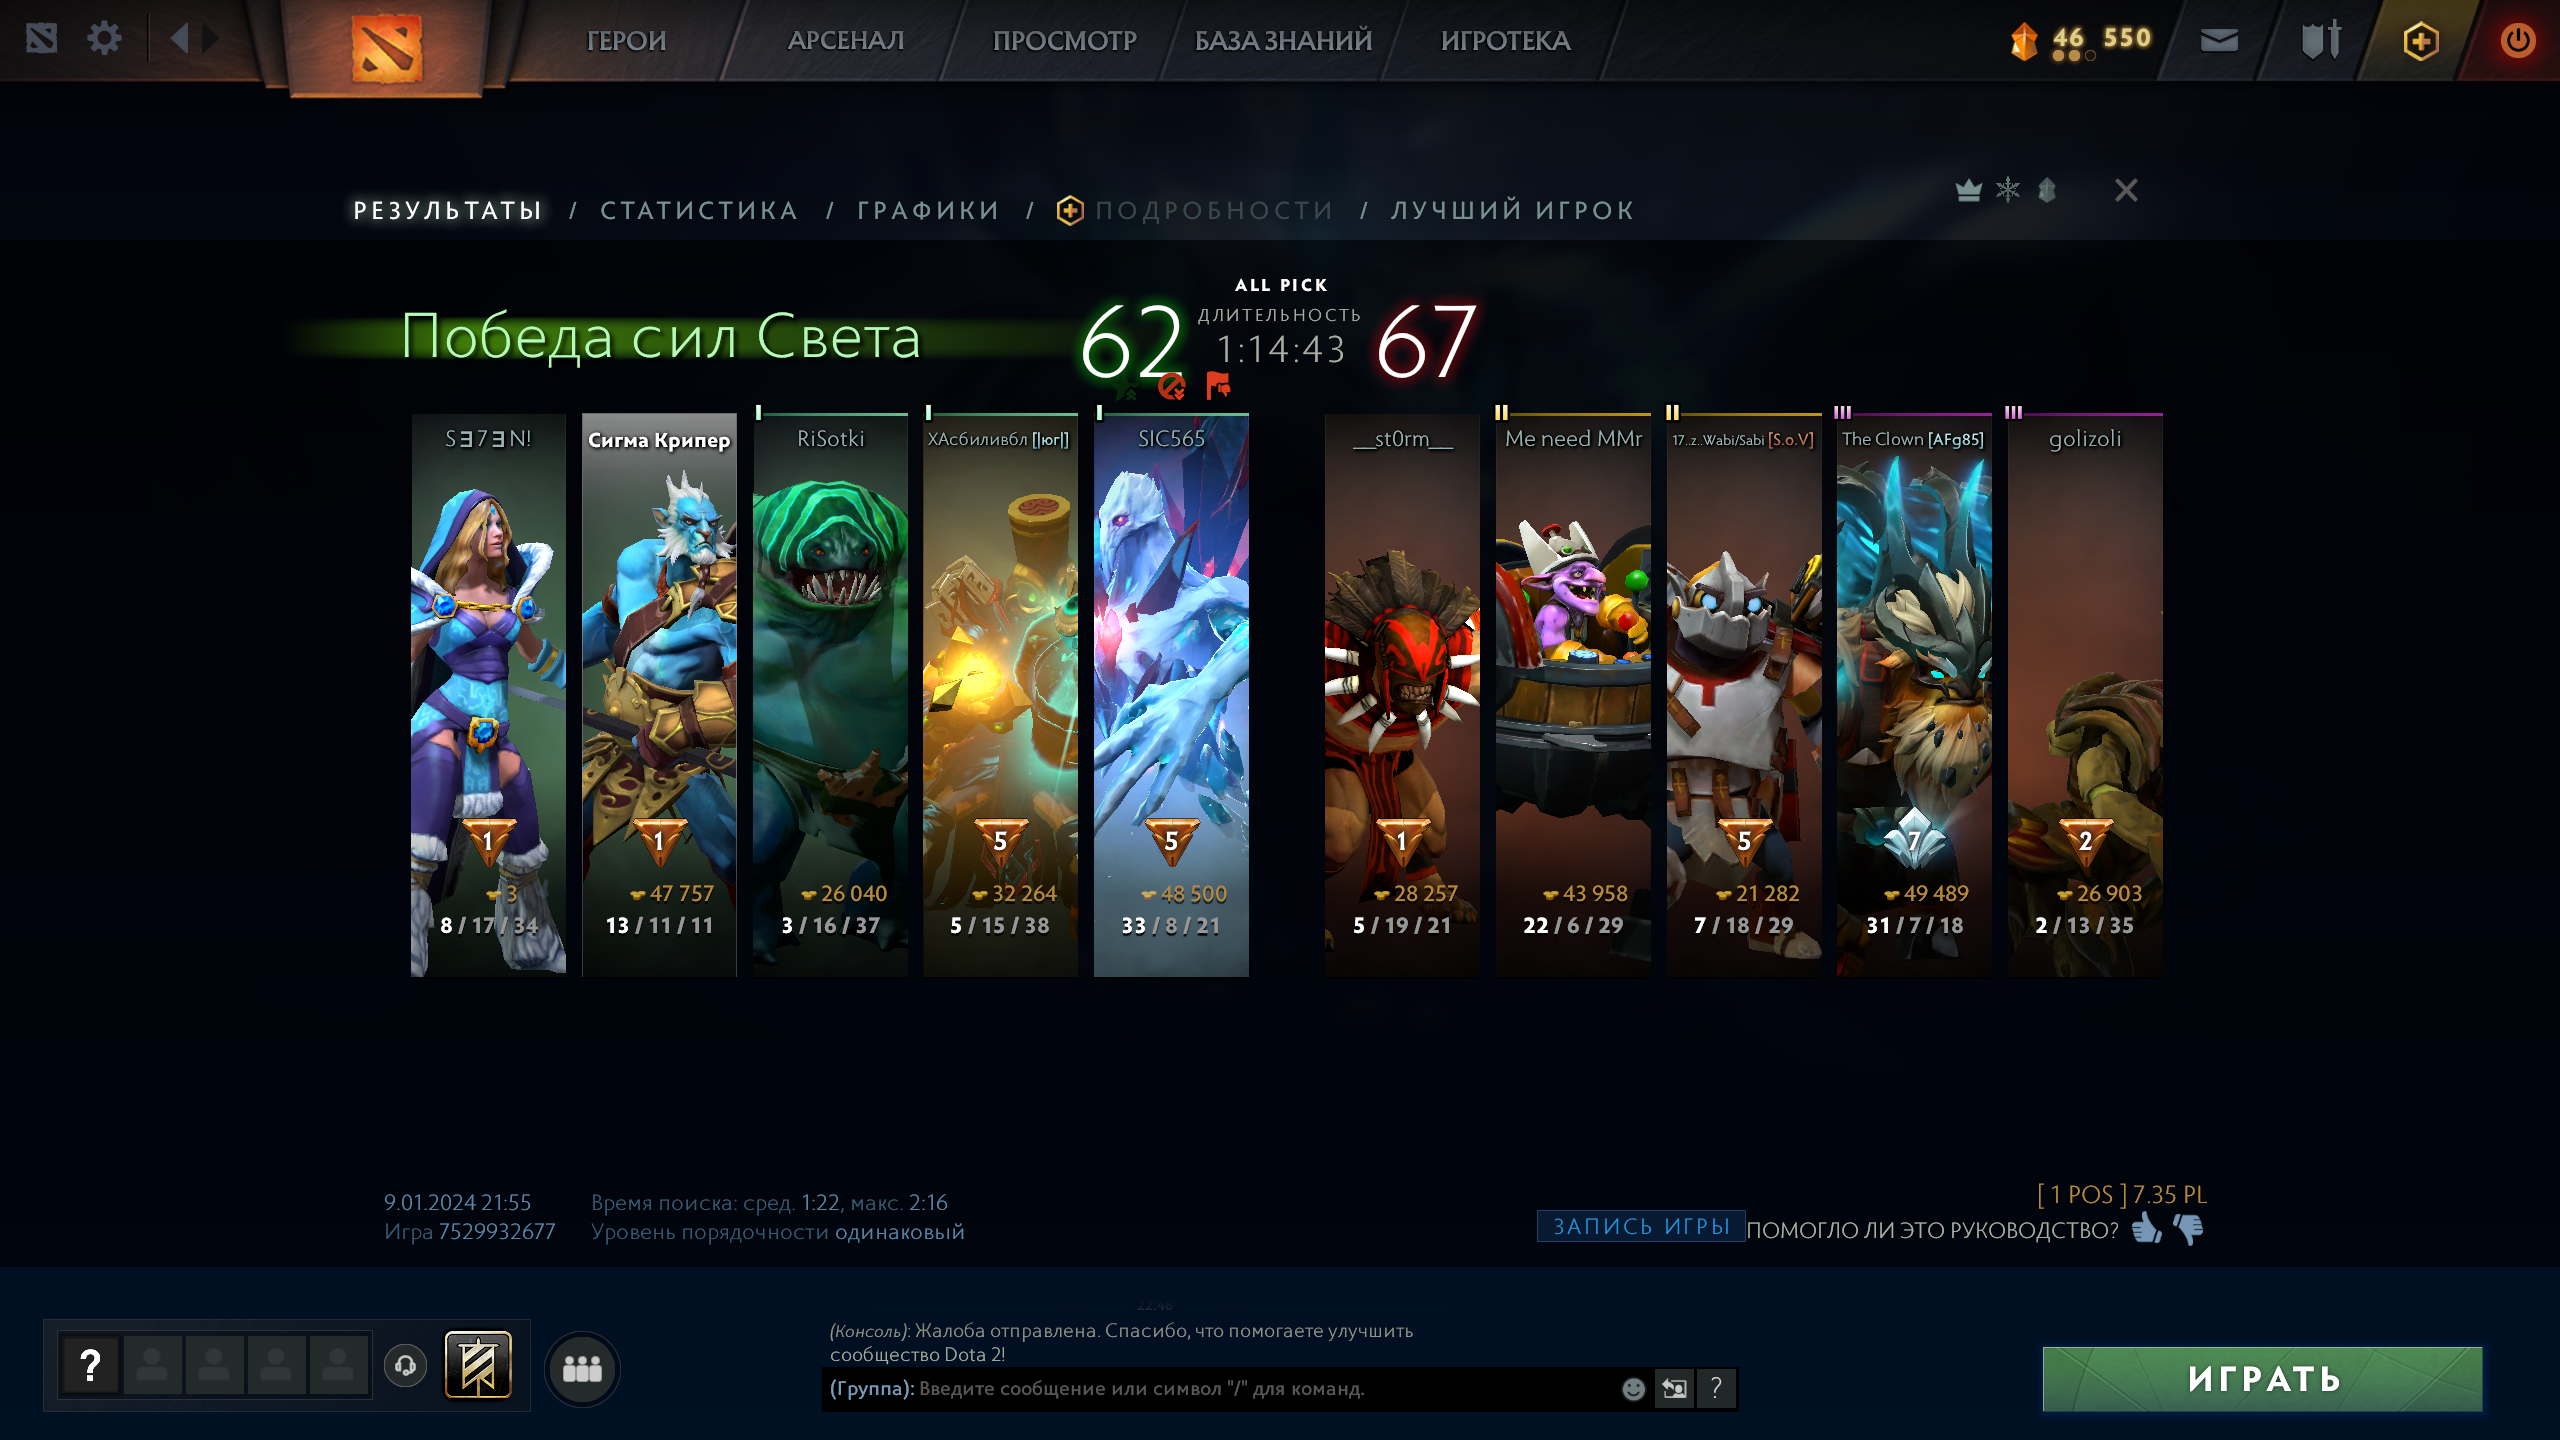 ГЕРОИ
АРСЕНАЛ
ПРОСМОТР
БАЗА ЗНАНИЙ
ИГРОТЕКА
46 550
РЕЗУЛЬТАТЫ / СТАТИСТИКА / ГРАФИКИ / ПОДРОБНОСТИ / ЛУЧШИЙ ИГРОК
ALL PICK
Победа сил Света
62
ДЛИТЕЛЬНОСТЬ
1:14:43
67
I I I II II III III
SƎ7ƎN!
Сигма Крипер
RiSotki
ХАсбиливбл [|юг|]
SIC565
__st0rm__
Me need MMr
17..z..Wabi/Sabi [S.o.V]
The Clown [AFg85]
golizoli
1 1 5 5 1 5 7 2
3 47 757 26 040 32 264 48 500 28 257 43 958 21 282 49 489 26 903
8 / 17 / 34 13 / 11 / 11 3 / 16 / 37 5 / 15 / 38 33 / 8 / 21 5 / 19 / 21 22 / 6 / 29 7 / 18 / 29 31 / 7 / 18 2 / 13 / 35
9.01.2024 21:55
Время поиска: сред. 1:22, макс. 2:16
Игра 7529932677
Уровень порядочности одинаковый
[ 1 POS ] 7.35 PL
ЗАПИСЬ ИГРЫ
ПОМОГЛО ЛИ ЭТО РУКОВОДСТВО?
22:48
(Консоль): Жалоба отправлена. Спасибо, что помогаете улучшить
сообщество Dota 2!
?
(Группа): Введите сообщение или символ "/" для команд.
?
ИГРАТЬ